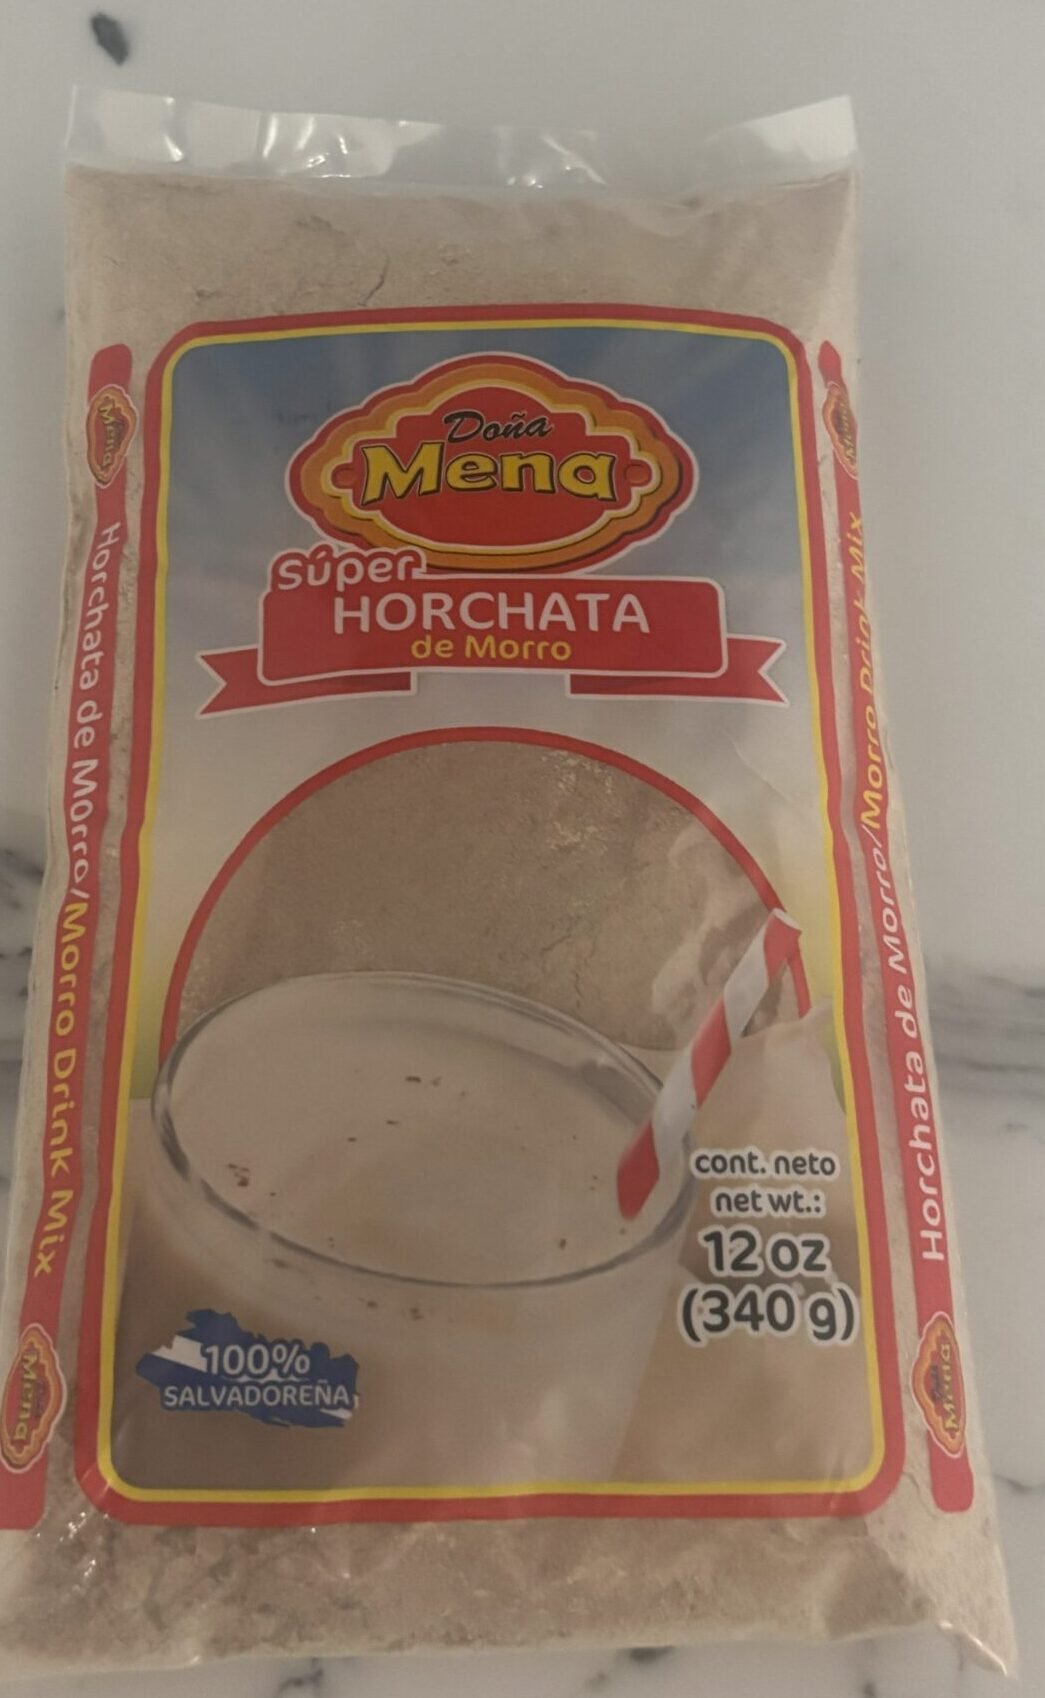 Doña
Mena
Súper
HORCHATA
de Morro
cont. neto
net wt.:
12 oz
(340 g)
100%
SALVADOREÑA
Mena
Horchata de Morro/Morro Drink Mix
Mena
Mena
Horchata de Morro/Morro Drink Mix
Mena